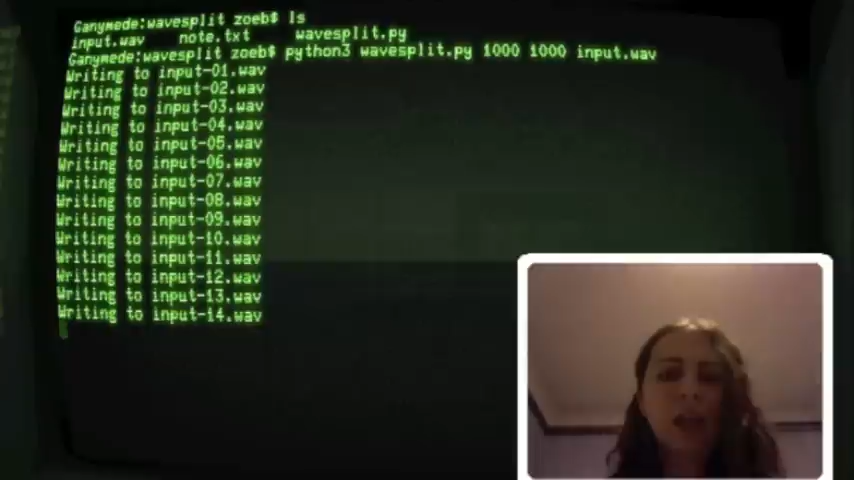 Ganymede:wavesplit zoeb$ ls
input.wav note.txt wavesplit.py
Ganymede:wavesplit zoeb$ python3 wavesplit.py 1000 1000 input.wav
Writing to input-01.wav
Writing to input-02.wav
Writing to input-03.wav
Writing to input-04.wav
Writing to input-05.wav
Writing to input-06.wav
Writing to input-07.wav
Writing to input-08.wav
Writing to input-09.wav
Writing to input-10.wav
Writing to input-11.wav
Writing to input-12.wav
Writing to input-13.wav
Writing to input-14.wav